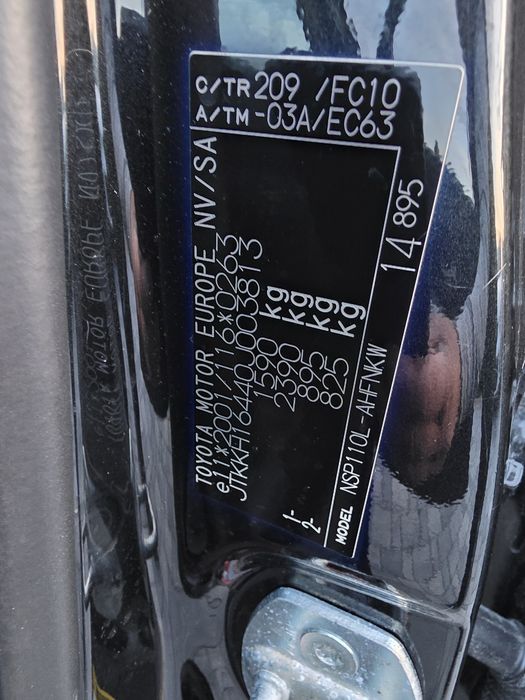 C/TR 209 /FC10
A/TM -03A/EC63
TOYOTA MOTOR EUROPE NV/SA
e11*2001/116*0263
JTKKH16440J003813
1590 kg
2390 kg
1- 895 kg
2- 825 kg
MODEL NSP110L-AHFNKW
14 895